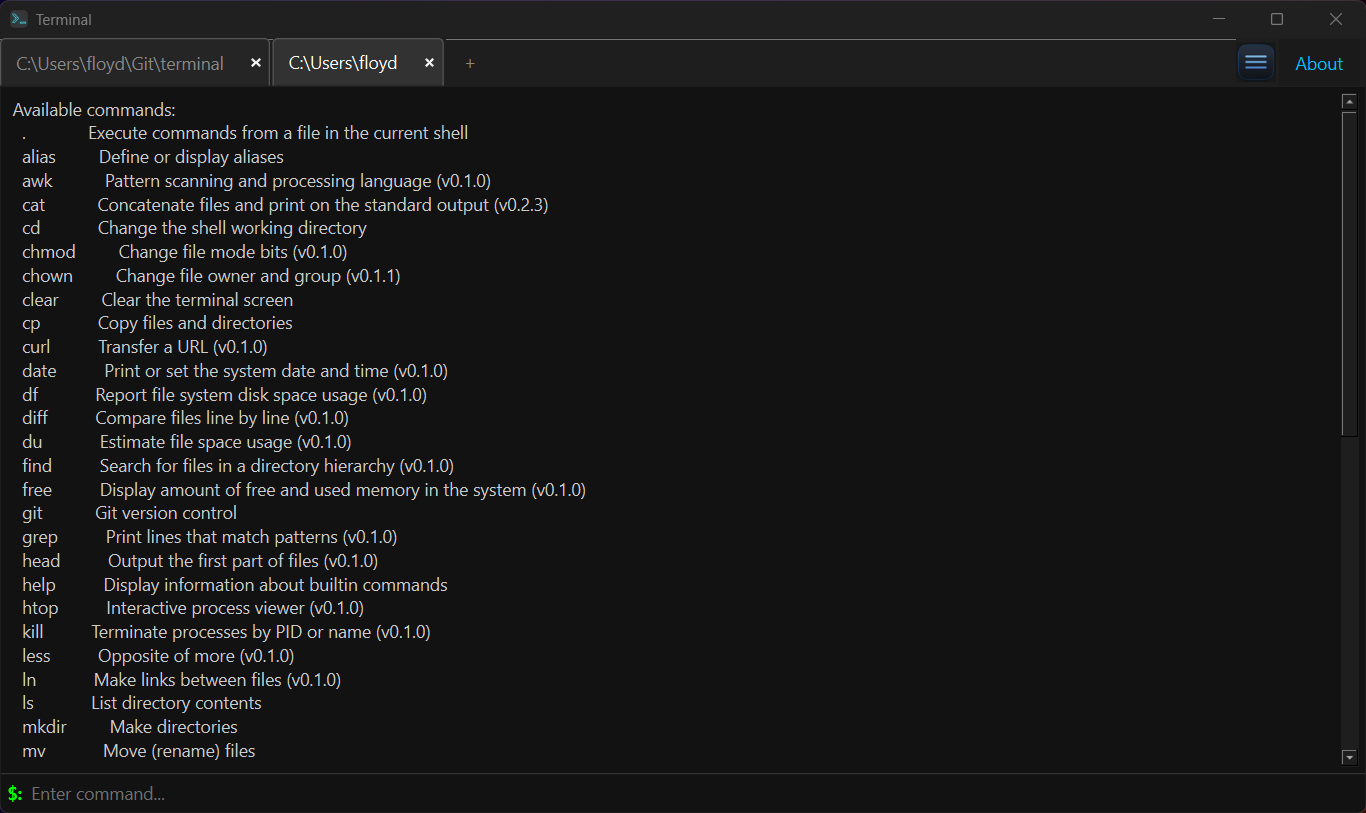 Terminal
C:\Users\floyd\Git\terminal × C:\Users\floyd × + About
Available commands:
. Execute commands from a file in the current shell
alias Define or display aliases
awk Pattern scanning and processing language (v0.1.0)
cat Concatenate files and print on the standard output (v0.2.3)
cd Change the shell working directory
chmod Change file mode bits (v0.1.0)
chown Change file owner and group (v0.1.1)
clear Clear the terminal screen
cp Copy files and directories
curl Transfer a URL (v0.1.0)
date Print or set the system date and time (v0.1.0)
df Report file system disk space usage (v0.1.0)
diff Compare files line by line (v0.1.0)
du Estimate file space usage (v0.1.0)
find Search for files in a directory hierarchy (v0.1.0)
free Display amount of free and used memory in the system (v0.1.0)
git Git version control
grep Print lines that match patterns (v0.1.0)
head Output the first part of files (v0.1.0)
help Display information about builtin commands
htop Interactive process viewer (v0.1.0)
kill Terminate processes by PID or name (v0.1.0)
less Opposite of more (v0.1.0)
ln Make links between files (v0.1.0)
ls List directory contents
mkdir Make directories
mv Move (rename) files
$: Enter command...